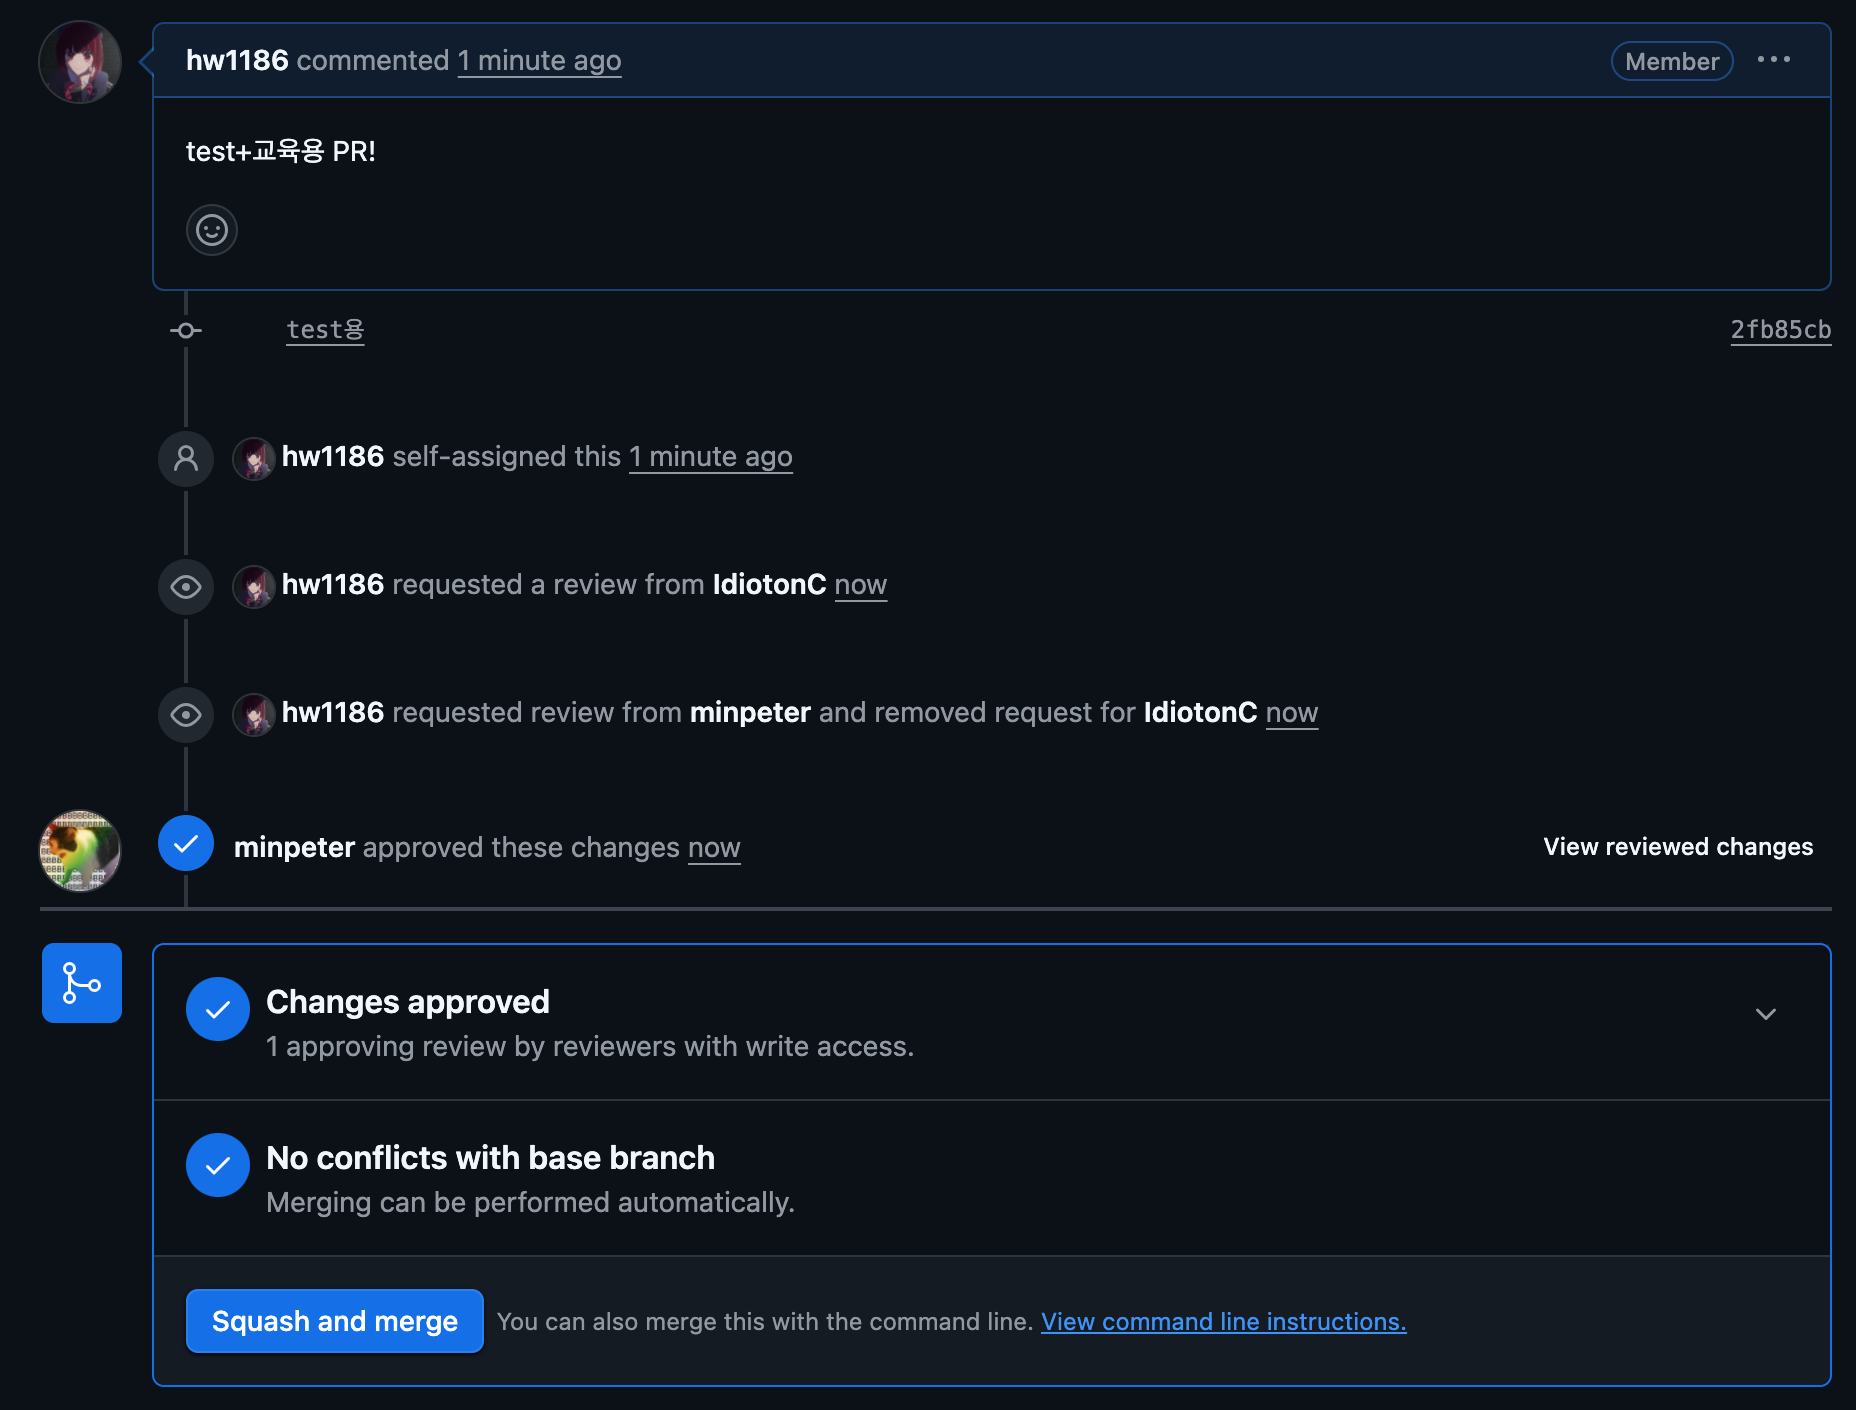 hw1186 commented 1 minute ago
Member
test+교육용 PR!
test용
2fb85cb
hw1186 self-assigned this 1 minute ago
hw1186 requested a review from IdiotonC now
hw1186 requested review from minpeter and removed request for IdiotonC now
minpeter approved these changes now
View reviewed changes
Changes approved
1 approving review by reviewers with write access.
No conflicts with base branch
Merging can be performed automatically.
Squash and merge
You can also merge this with the command line. View command line instructions.